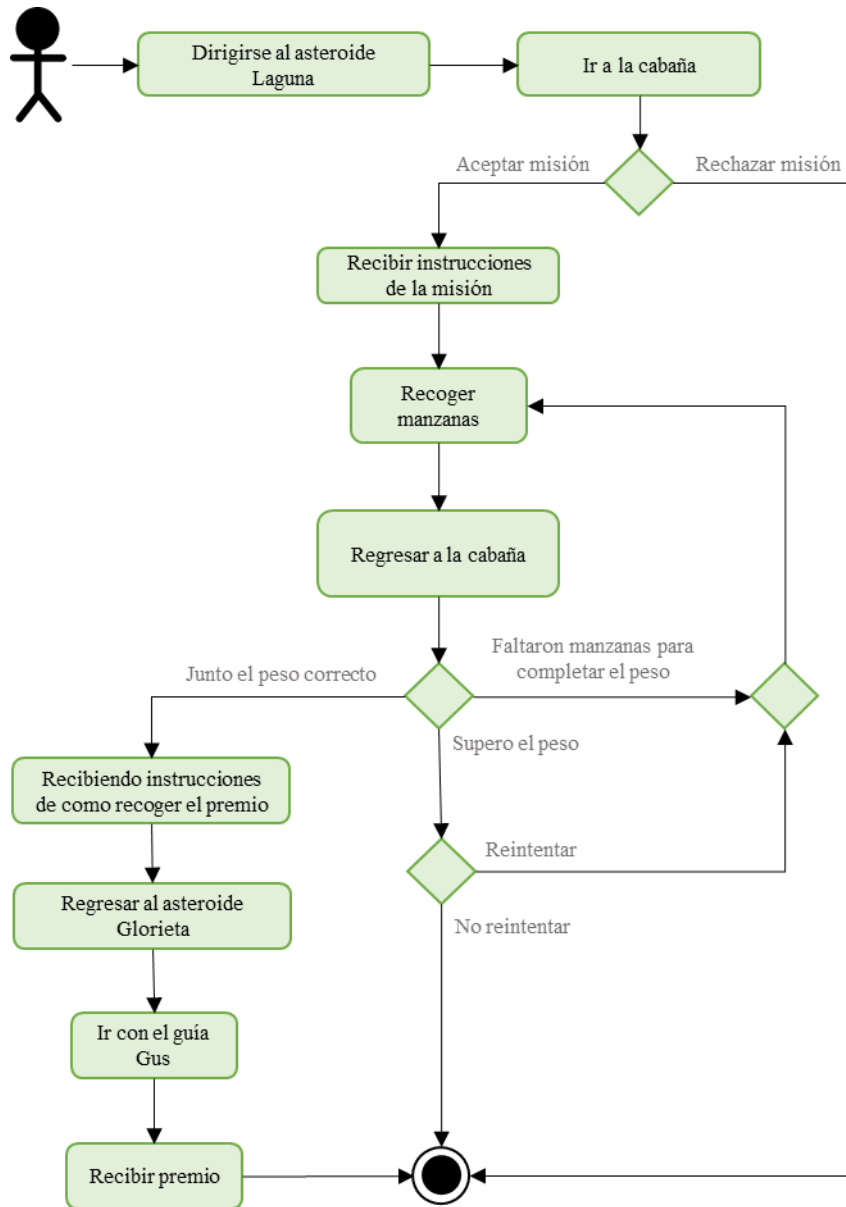 Dirigirse al asteroide
Laguna
Ir a la cabaña
Aceptar misión
Rechazar misión
Recibir instrucciones
de la misión
Recoger
manzanas
Regresar a la cabaña
Junto el peso correcto
Faltaron manzanas para
completar el peso
Supero el peso
Recibiendo instrucciones
de como recoger el premio
Reintentar
Regresar al asteroide
Glorieta
No reintentar
Ir con el guía
Gus
Recibir premio